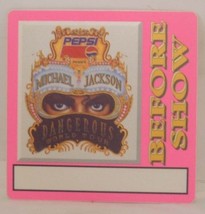 PEPSI
MICHAEL JACKSON
DANGEROUS
BEFORE
SHOW